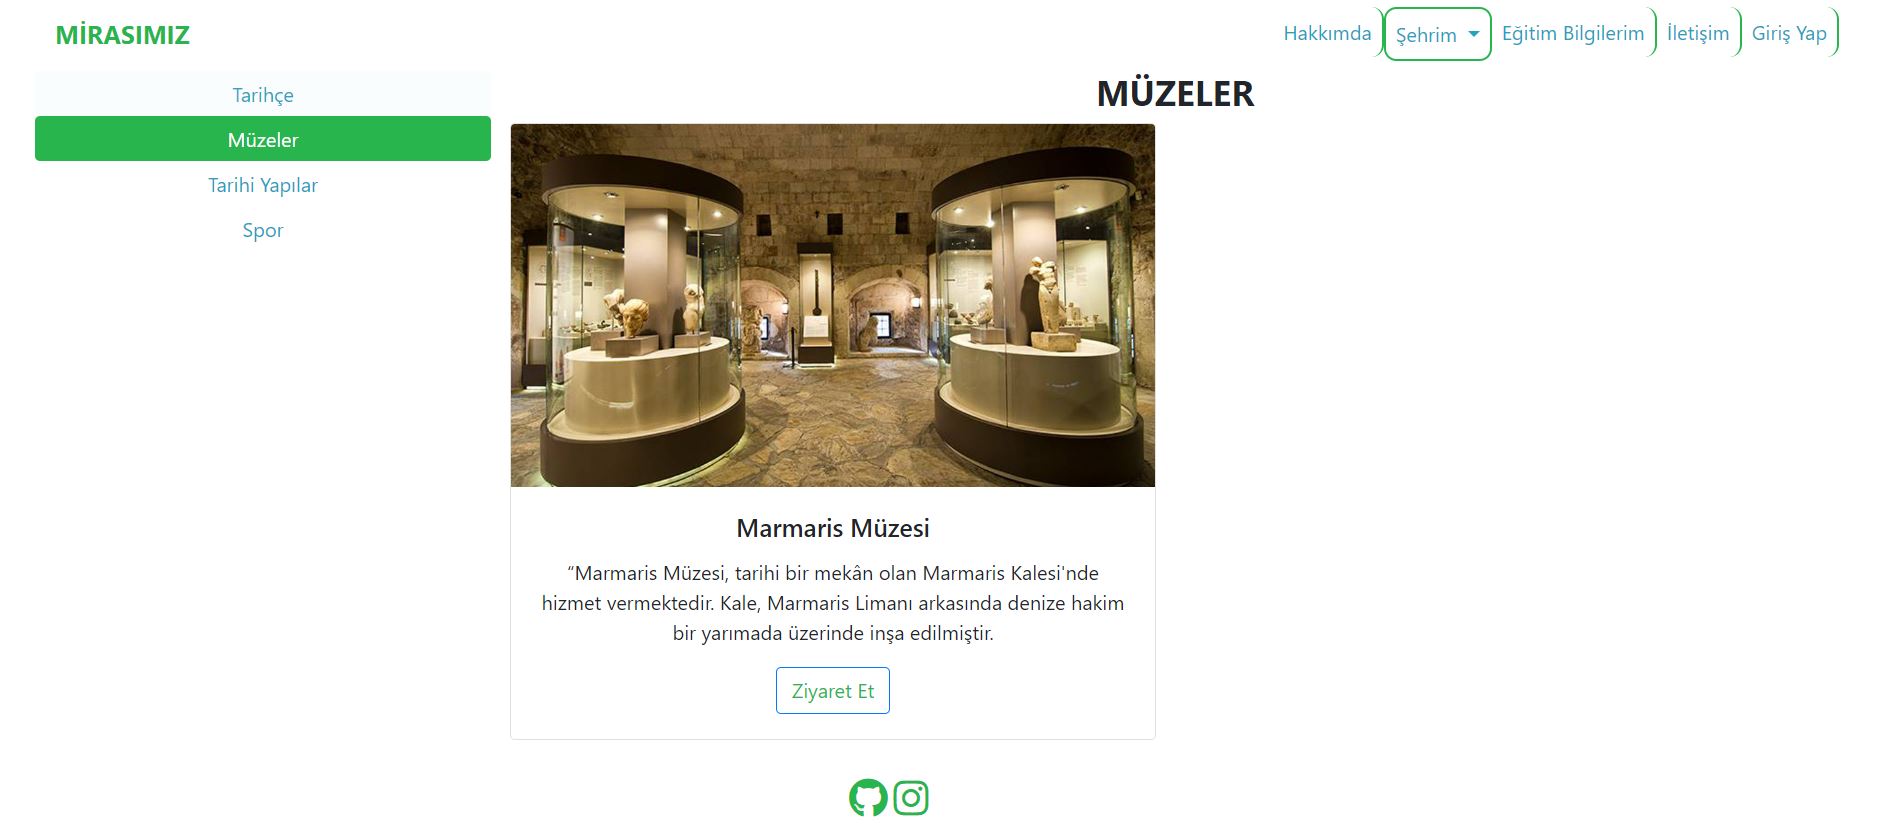 MİRASIMIZ
Hakkımda
Şehrim
Eğitim Bilgilerim
İletişim
Giriş Yap
Tarihçe
Müzeler
Tarihi Yapılar
Spor
MÜZELER
Marmaris Müzesi
“Marmaris Müzesi, tarihi bir mekân olan Marmaris Kalesi'nde
hizmet vermektedir. Kale, Marmaris Limanı arkasında denize hakim
bir yarımada üzerinde inşa edilmiştir.
Ziyaret Et